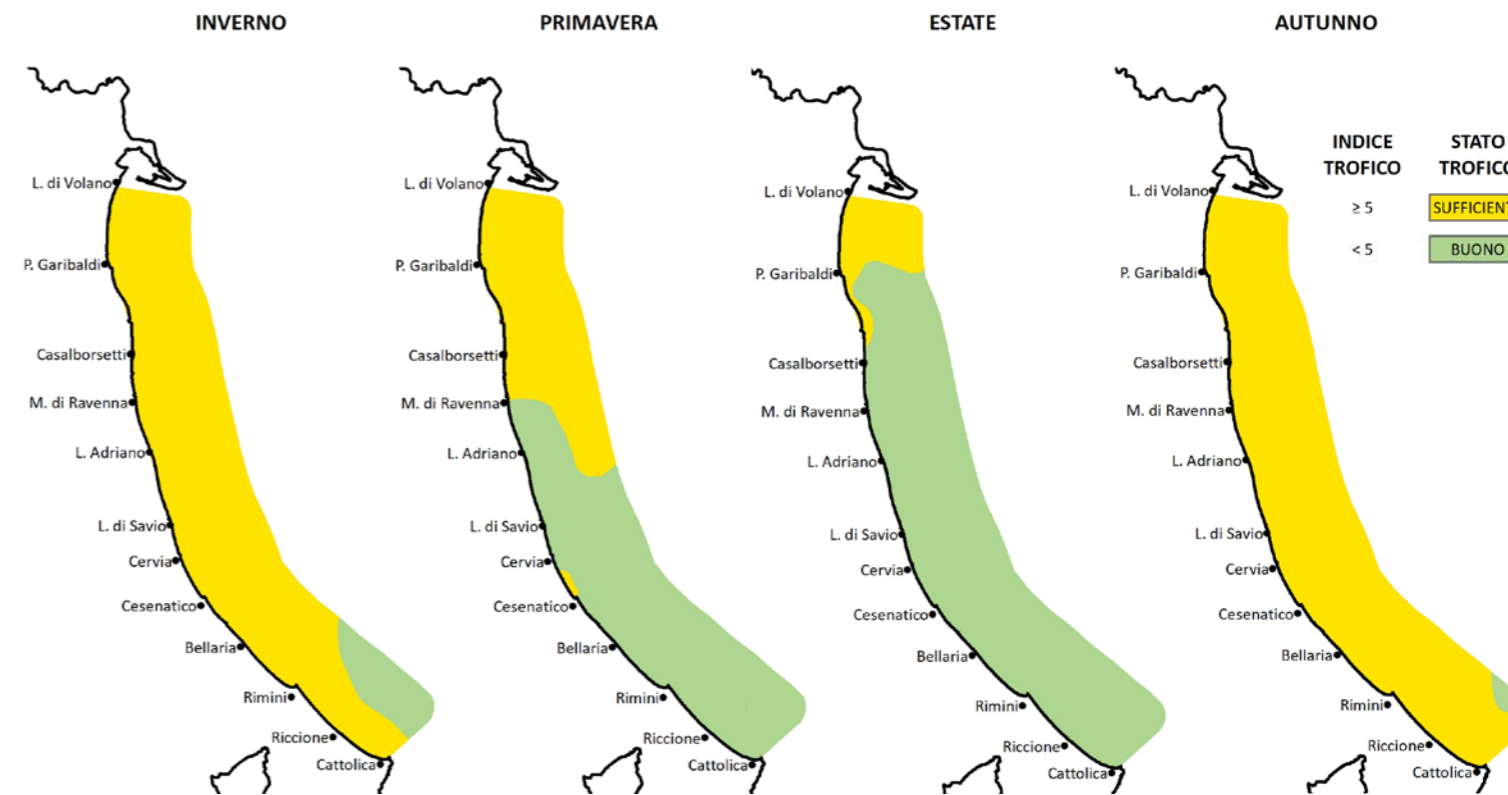 INVERNO
PRIMAVERA
ESTATE
AUTUNNO
L. di Volano
P. Garibaldi
Casalborsetti
M. di Ravenna
L. Adriano
L. di Savio
Cervia
Cesenatico
Bellaria
Rimini
Riccione
Cattolica
L. di Volano
P. Garibaldi
Casalborsetti
M. di Ravenna
L. Adriano
L. di Savio
Cervia
Cesenatico
Bellaria
Rimini
Riccione
Cattolica
L. di Volano
P. Garibaldi
Casalborsetti
M. di Ravenna
L. Adriano
L. di Savio
Cervia
Cesenatico
Bellaria
Rimini
Riccione
Cattolica
L. di Volano
P. Garibaldi
Casalborsetti
M. di Ravenna
L. Adriano
L. di Savio
Cervia
Cesenatico
Bellaria
Rimini
Riccione
Cattolica
INDICE
TROFICO
STATO
TROFICO
≥ 5
SUFFICIENT
< 5
BUONO